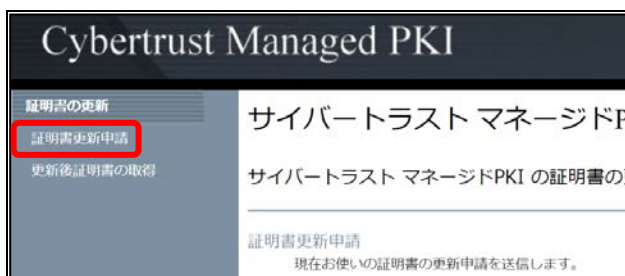 Cybertrust Managed PKI
証明書の更新
証明書更新申請
更新後証明書の取得
サイバートラスト マネージドP
サイバートラスト マネージドPKI の証明書の
証明書更新申請
現在お使いの証明書の更新申請を送信します。